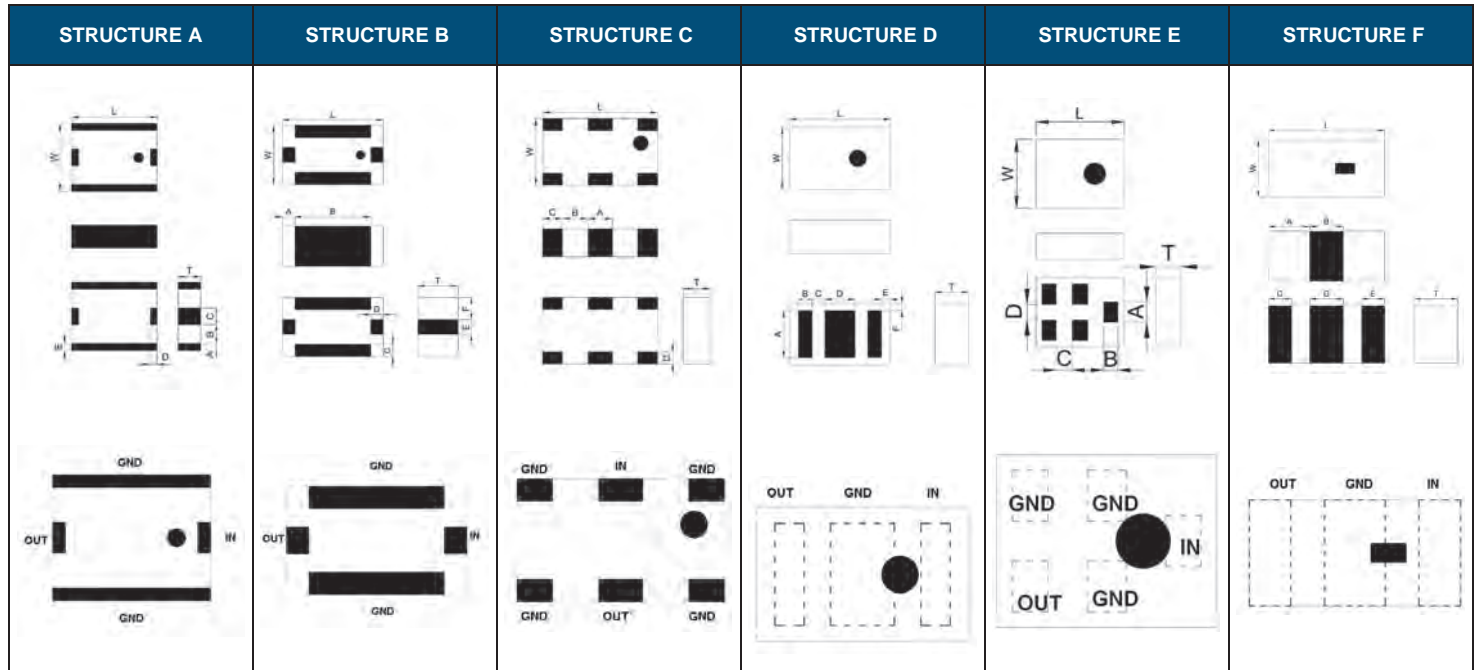 STRUCTURE A
STRUCTURE B
STRUCTURE C
STRUCTURE D
STRUCTURE E
STRUCTURE F
L
W
T
C
B
A
E
D
GND
OUT
IN
GND
L
W
A
B
T
D
F
E
C
GND
OUT
IN
GND
L
W
C
B
A
T
D
GND
IN
GND
GND
OUT
GND
L
W
B
C
D
E
T
A
F
OUT
GND
IN
L
W
T
D
A
C
B
GND
GND
IN
OUT
GND
L
W
A
B
C
D
E
T
OUT
GND
IN